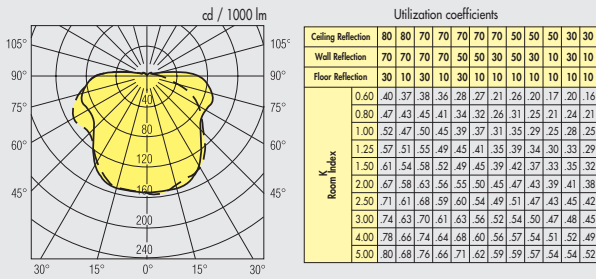 cd / 1000 lm
105° 105°
90° 90°
75° 75°
60° 60°
45° 45°
30° 15° 0° 15° 30°
40
80
120
160
200
240
Utilization coefficients
Ceiling Reflection 80 80 70 70 70 70 70 50 50 50 30 30
Wall Reflection 70 70 70 70 50 50 30 50 30 10 30 10
Floor Reflection 30 10 30 10 30 10 10 10 10 10 10 10
K
Room Index
0.60 .40 .37 .38 .36 .28 .27 .21 .26 .20 .17 .20 .16
0.80 .47 .43 .45 .41 .34 .32 .26 .31 .25 .21 .24 .21
1.00 .52 .47 .50 .45 .39 .37 .31 .35 .29 .25 .28 .25
1.25 .57 .51 .55 .49 .45 .41 .35 .39 .34 .30 .33 .29
1.50 .61 .54 .58 .52 .49 .45 .39 .42 .37 .33 .35 .32
2.00 .67 .58 .63 .56 .55 .50 .45 .47 .43 .39 .41 .38
2.50 .71 .61 .68 .59 .60 .54 .49 .51 .47 .43 .45 .42
3.00 .74 .63 .70 .61 .63 .56 .52 .54 .50 .47 .48 .45
4.00 .78 .66 .74 .64 .68 .60 .56 .57 .54 .51 .52 .49
5.00 .80 .68 .76 .66 .71 .62 .59 .59 .57 .54 .54 .52